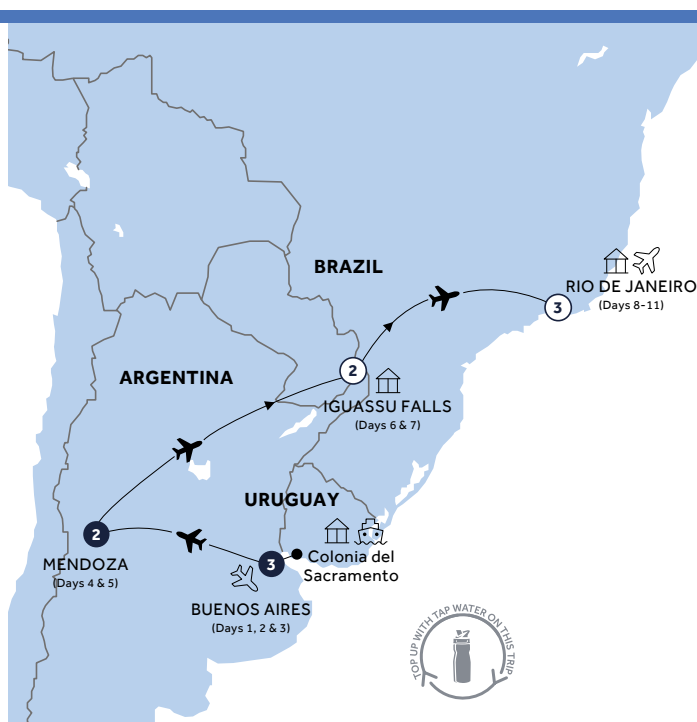 BRAZIL
RIO DE JANEIRO
(Days 8-11)
3
2
ARGENTINA
IGUASSU FALLS
(Days 6 & 7)
URUGUAY
2
MENDOZA
(Days 4 & 5)
3
Colonia del
Sacramento
BUENOS AIRES
(Days 1, 2 & 3)
TOP UP WITH TAP WATER ON THIS TRIP